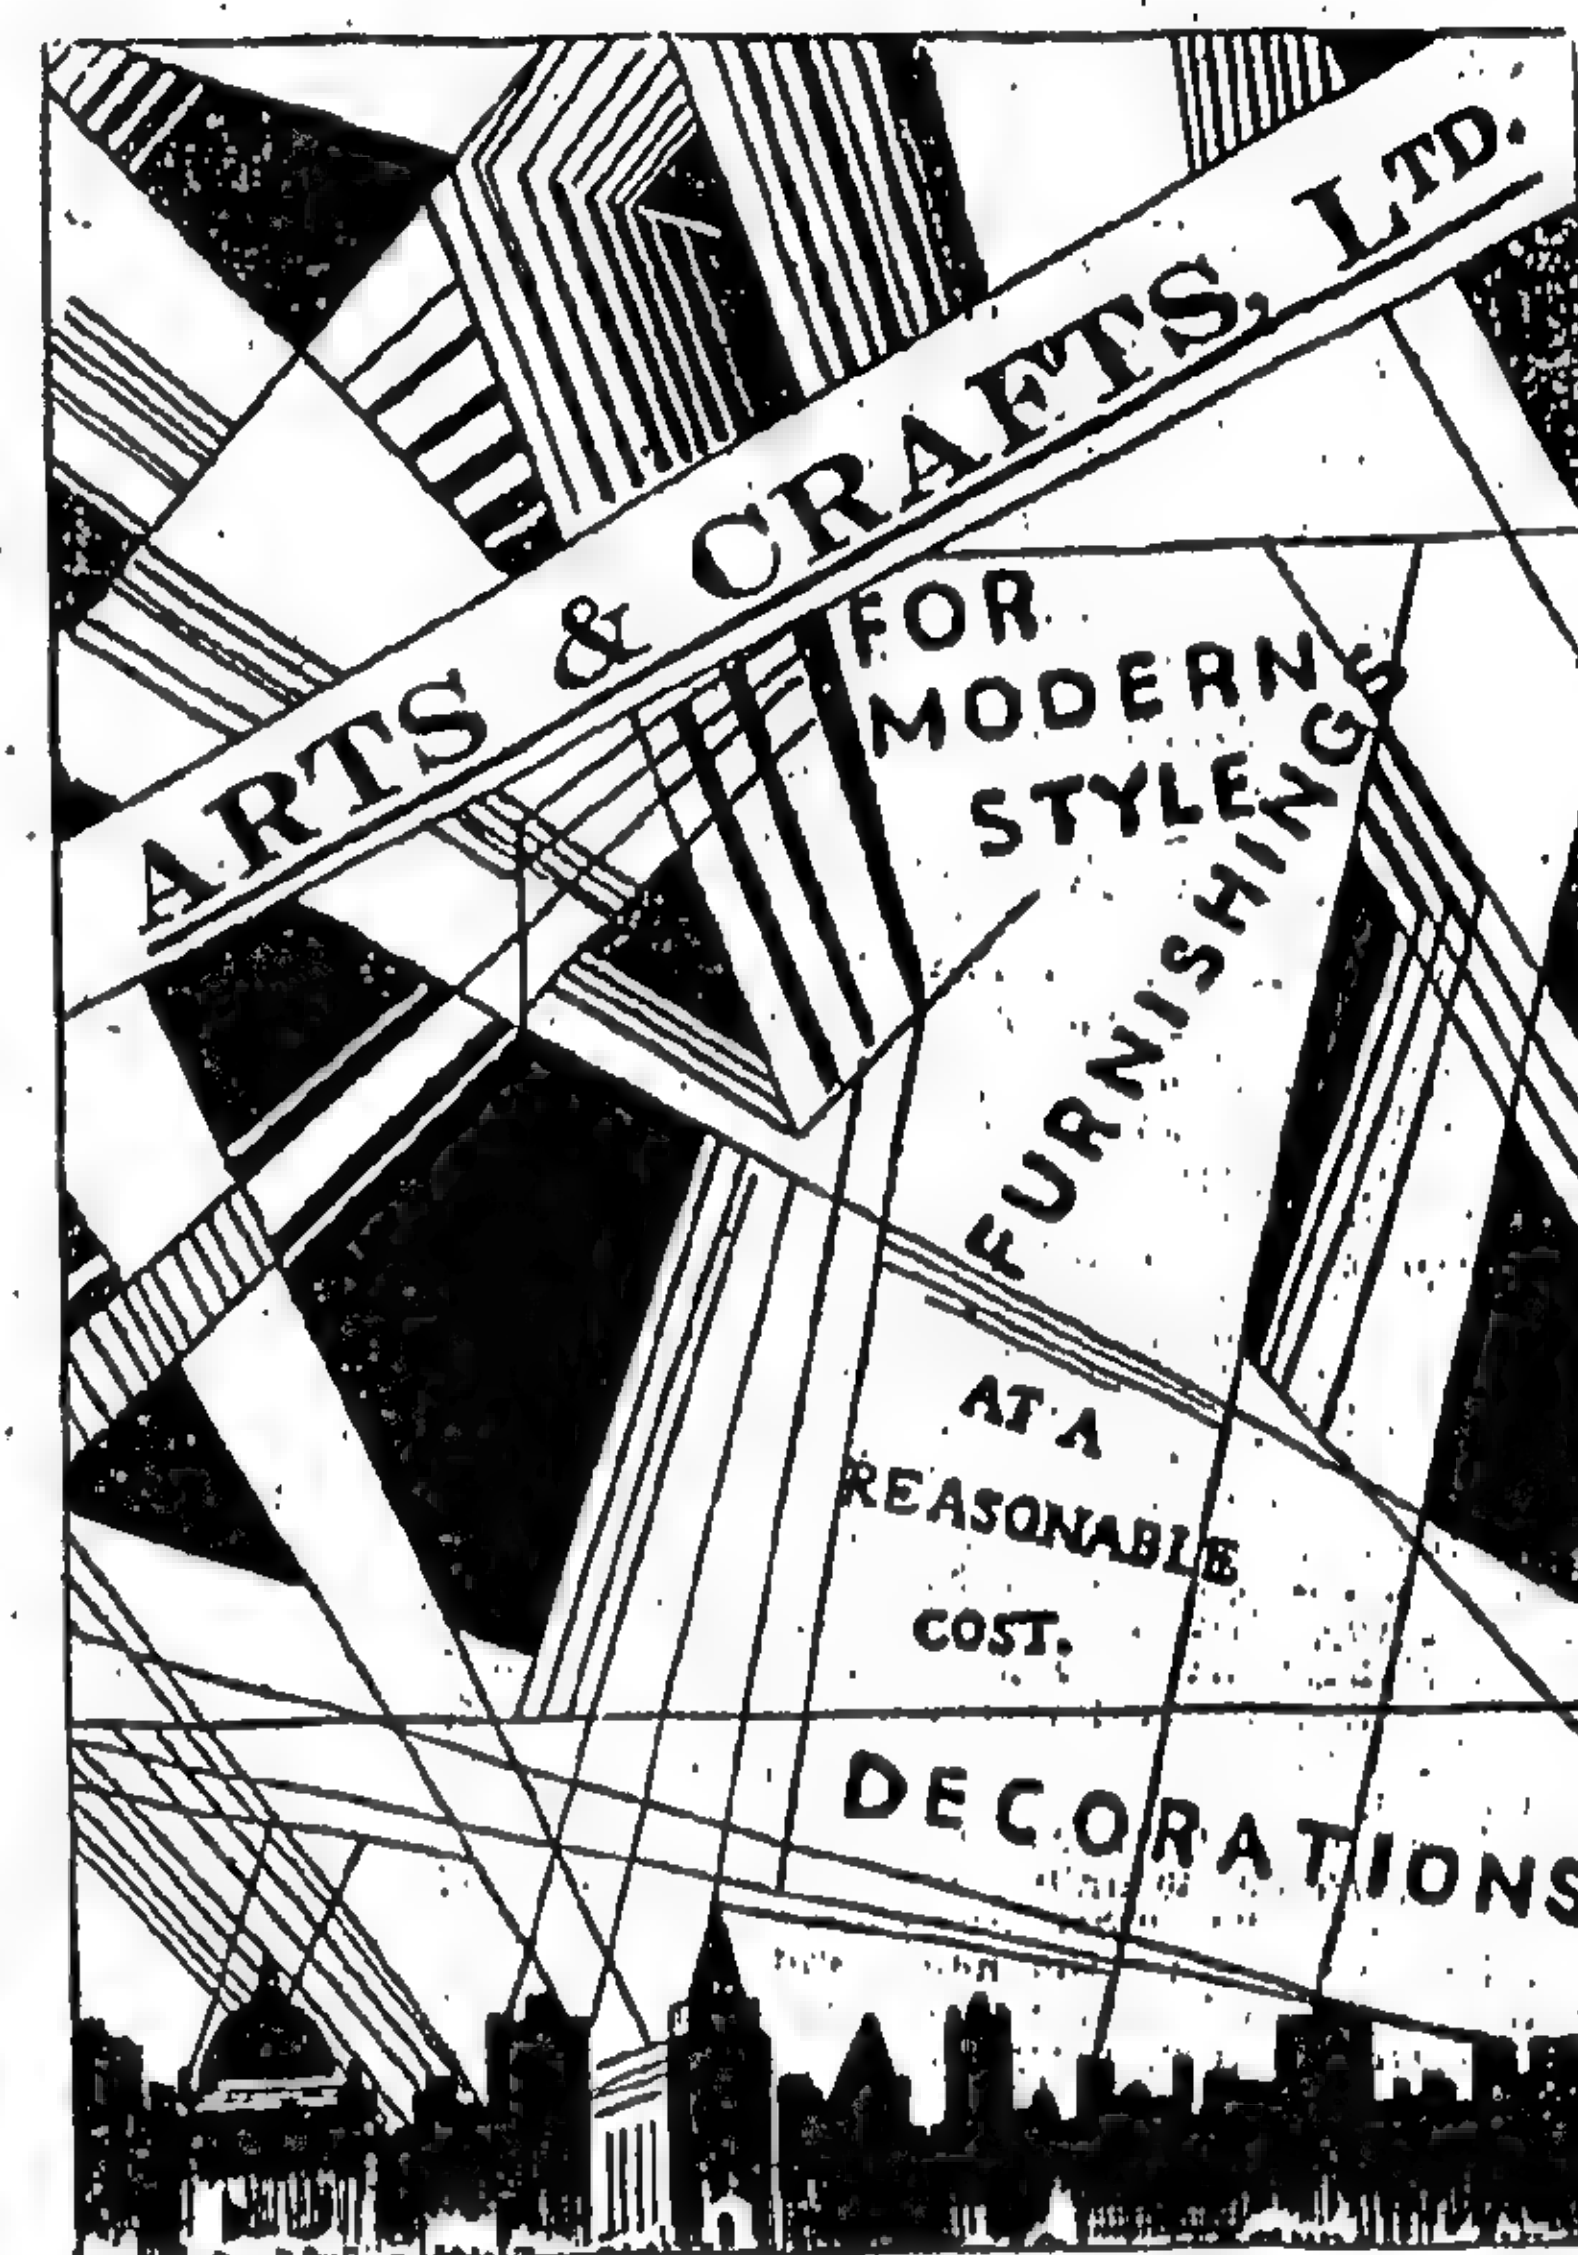 ARTS & CRAFTS, LTD.
FOR
MODERN
STYLE
FURNISHINGS
AT A
REASONABLE
COST.
DECORATIONS